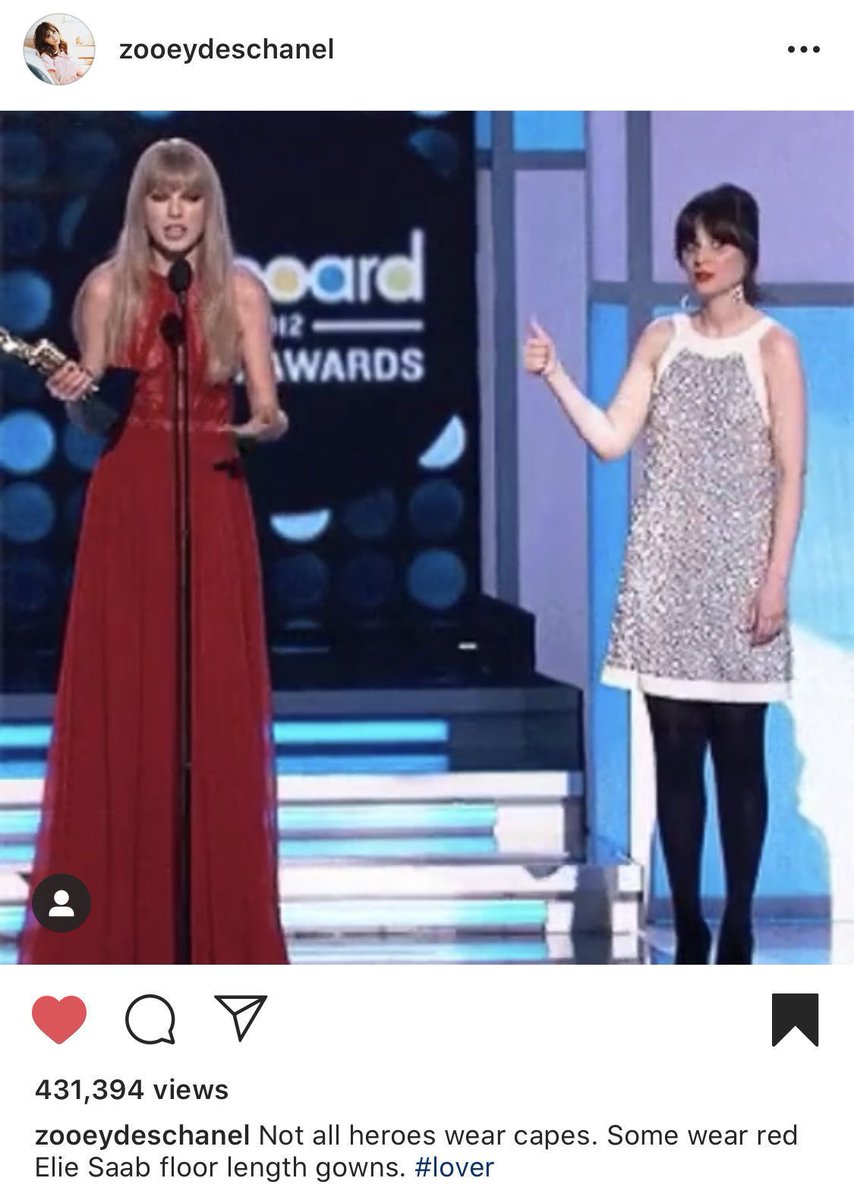 zooeydeschanel
oard
12
AWARDS
431,394 views
zooeydeschanel Not all heroes wear capes. Some wear red
Elie Saab floor length gowns. #lover